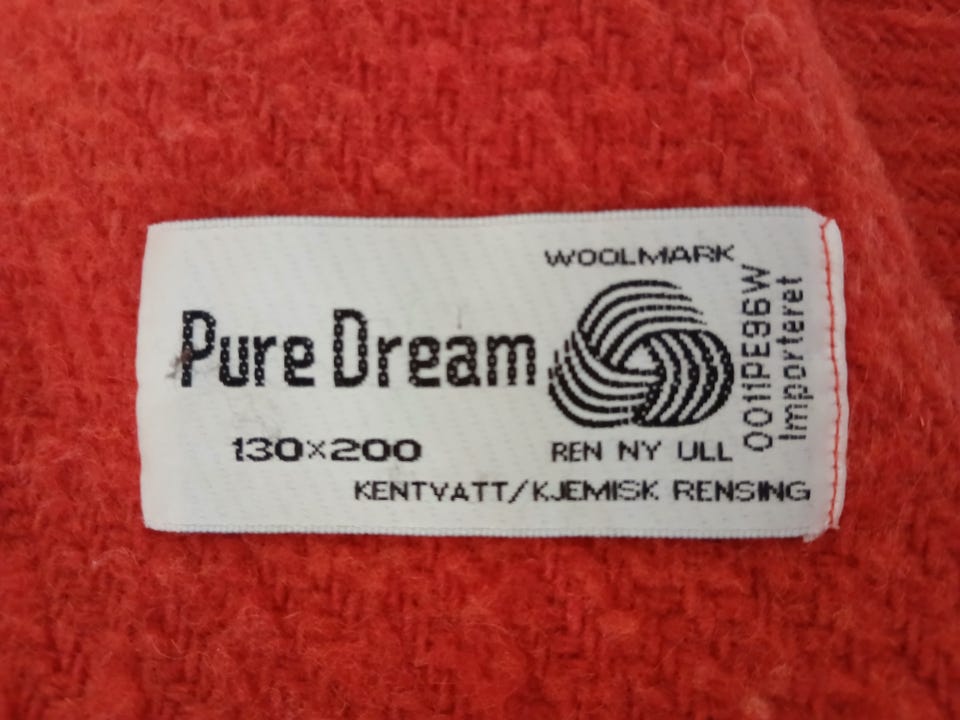 WOOLMARK
Pure Dream
130×200
REN NY ULL
KENTVATT/KJEMISK RENSING
0011PE96W
Importeret